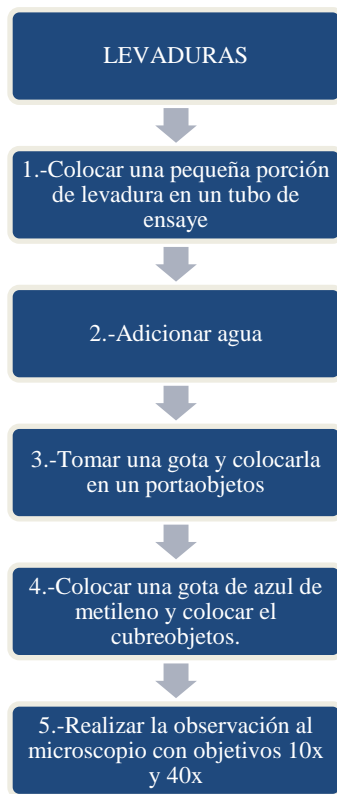 LEVADURAS
1.-Colocar una pequeña porción
de levadura en un tubo de
ensaye
2.-Adicionar agua
3.-Tomar una gota y colocarla
en un portaobjetos
4.-Colocar una gota de azul de
metileno y colocar el
cubreobjetos.
5.-Realizar la observación al
microscopio con objetivos 10x
y 40x